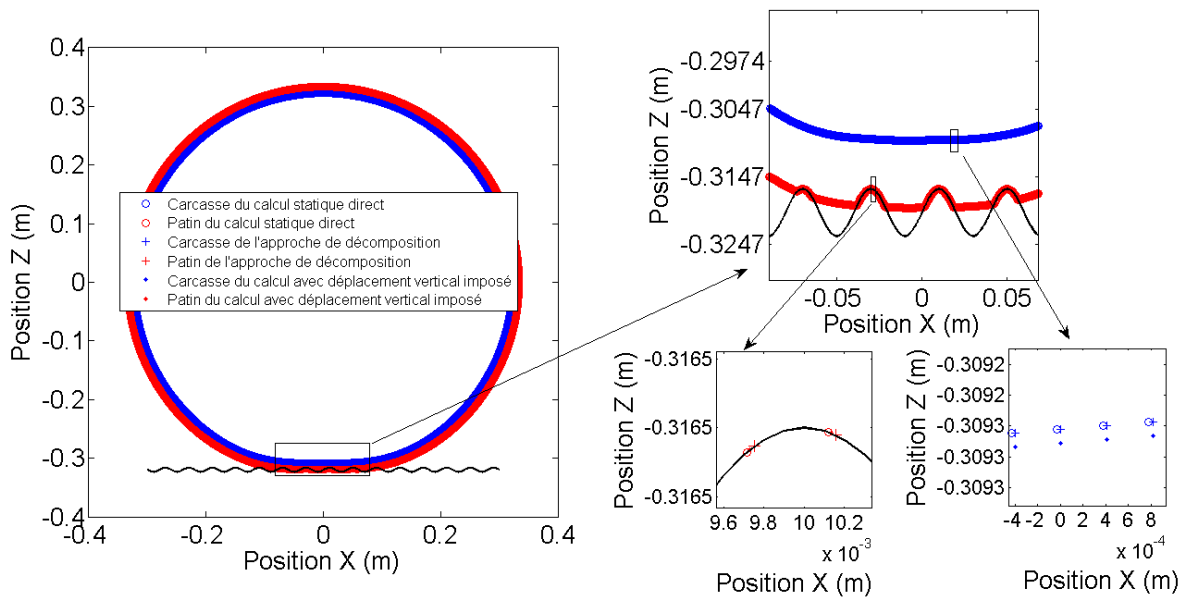 0.4
0.3
0.2
0.1
0
-0.1
-0.2
-0.3
-0.4
Position Z (m)
-0.4
-0.2
0
0.2
0.4
Position X (m)
Carcasse du calcul statique direct
Patin du calcul statique direct
Carcasse de l'approche de décomposition
Patin de l'approche de décomposition
Carcasse du calcul avec déplacement vertical imposé
Patin du calcul avec déplacement vertical imposé
-0.2974
-0.3047
-0.3147
-0.3247
Position Z (m)
-0.05
0
0.05
Position X (m)
-0.3165
-0.3165
-0.3165
Position Z (m)
9.6
9.8
10
10.2
x 10⁻³
Position X (m)
-0.3092
-0.3092
-0.3093
-0.3093
-0.3093
Position Z (m)
-4
-2
0
2
4
6
8
x 10⁻⁴
Position X (m)